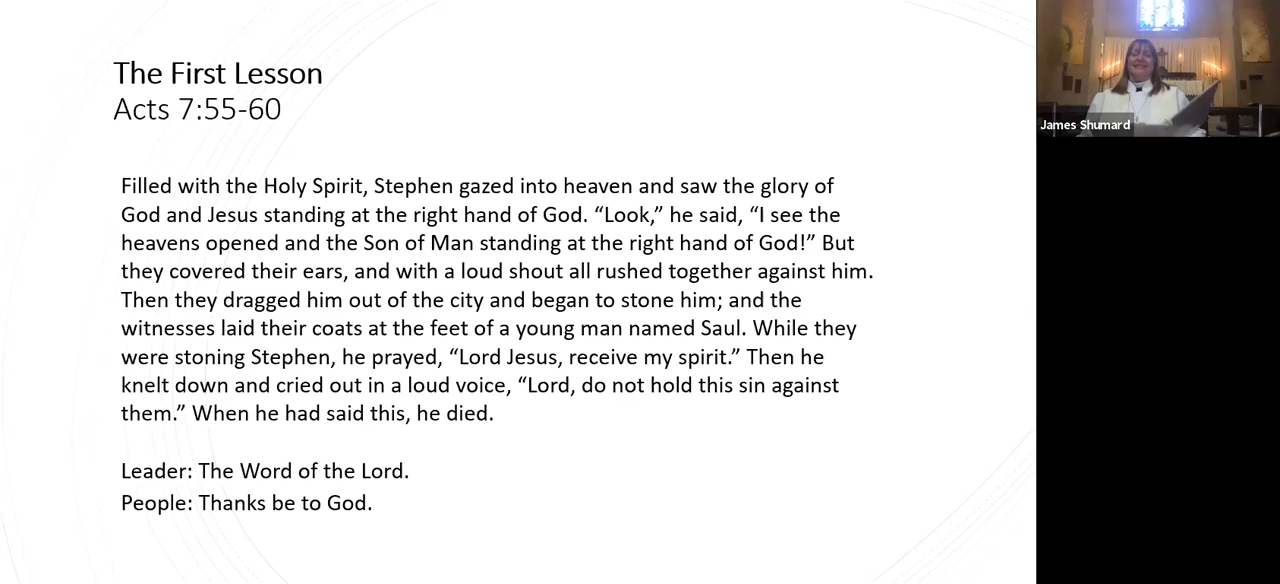 The First Lesson
Acts 7:55-60
Filled with the Holy Spirit, Stephen gazed into heaven and saw the glory of
God and Jesus standing at the right hand of God. “Look,” he said, “I see the
heavens opened and the Son of Man standing at the right hand of God!” But
they covered their ears, and with a loud shout all rushed together against him.
Then they dragged him out of the city and began to stone him; and the
witnesses laid their coats at the feet of a young man named Saul. While they
were stoning Stephen, he prayed, “Lord Jesus, receive my spirit.” Then he
knelt down and cried out in a loud voice, “Lord, do not hold this sin against
them.” When he had said this, he died.
Leader: The Word of the Lord.
People: Thanks be to God.
James Shumard